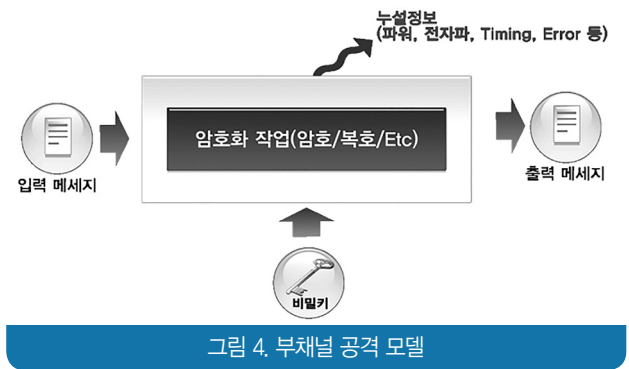 누설정보
(파워, 전자파, Timing, Error 등)
암호화 작업(암호/복호/Etc)
입력 메세지
출력 메세지
비밀키
그림 4. 부채널 공격 모델